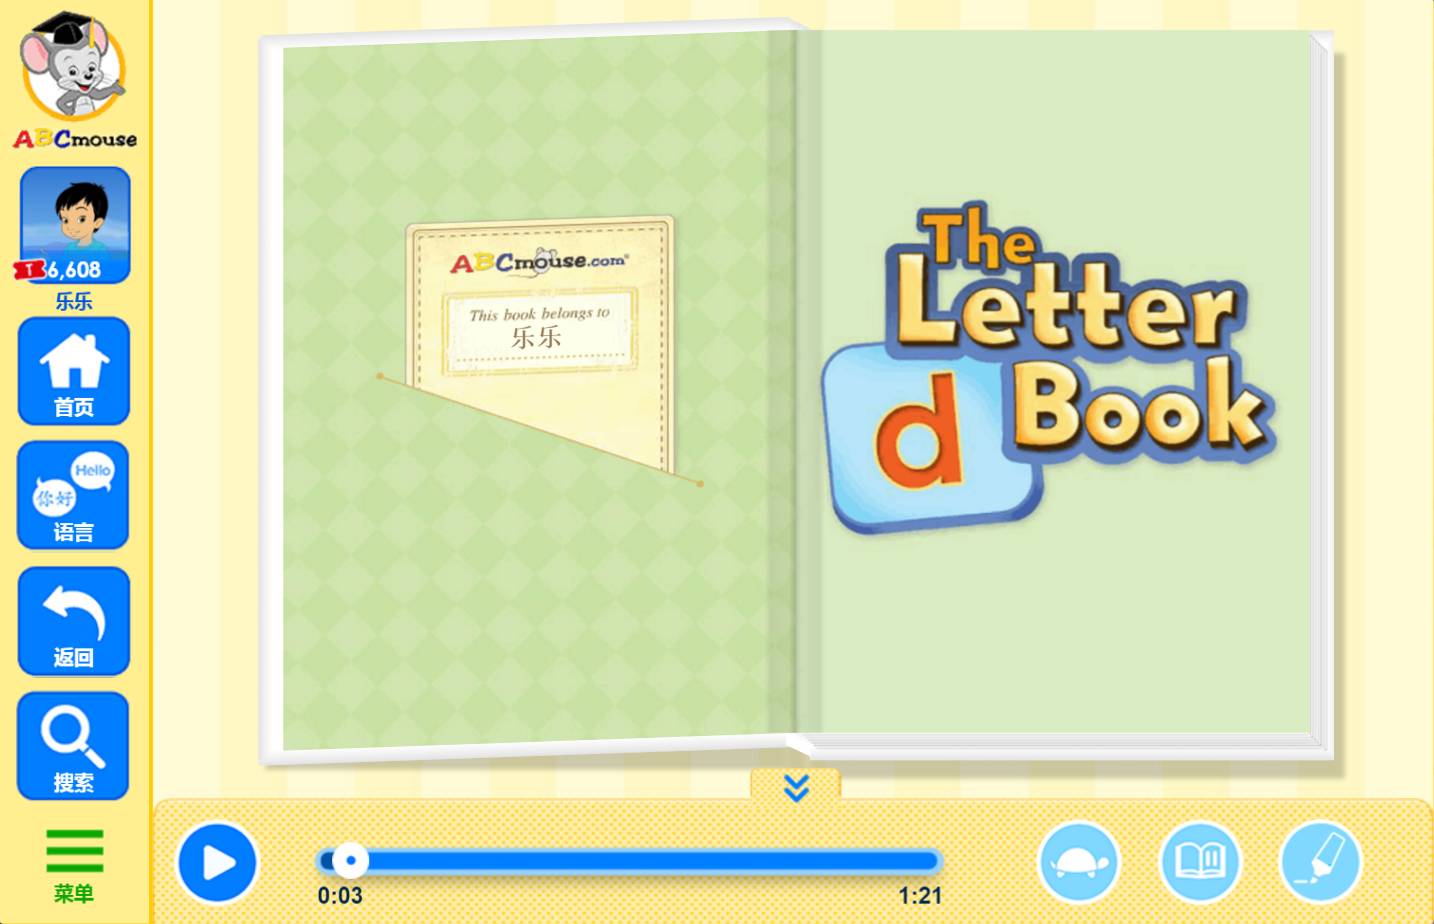 ABCmouse
T 6,608
乐乐
首页
Hello
你好
语言
返回
搜索
菜单
ABCmouse.com®
This book belongs to
乐乐
The
Letter
d Book
0:03
1:21